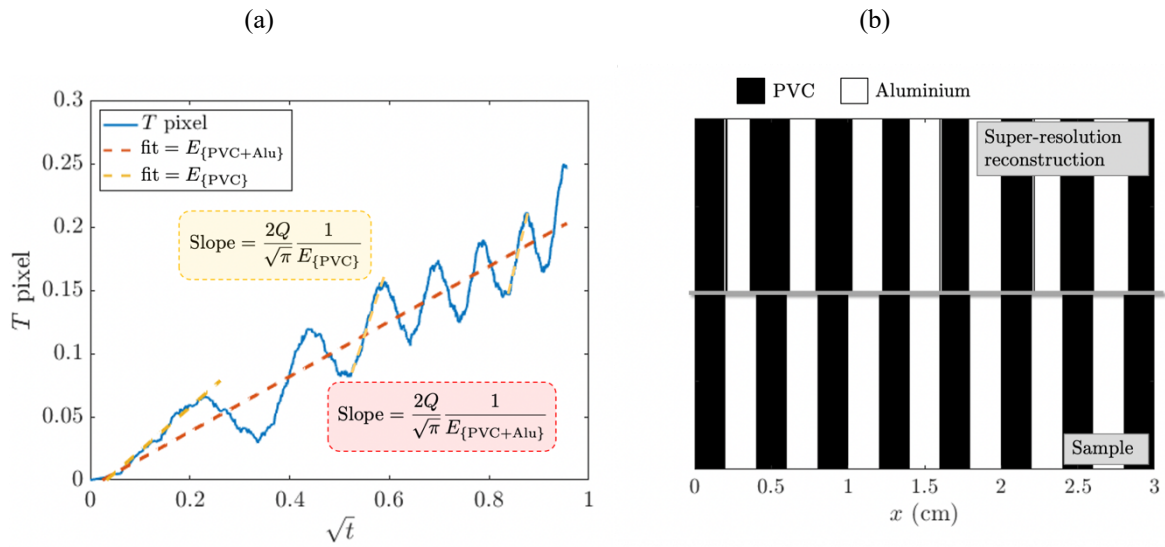 (a)
(b)
0.3
0.25
0.2
0.15
0.1
0.05
0
T pixel
T pixel
fit = E{PVC+Alu}
fit = E{PVC}
Slope = 2Q/√π 1/E{PVC}
Slope = 2Q/√π 1/E{PVC+Alu}
0 0.2 0.4 0.6 0.8 1
√t
PVC Aluminium
Super-resolution
reconstruction
Sample
0 0.5 1 1.5 2 2.5 3
x (cm)